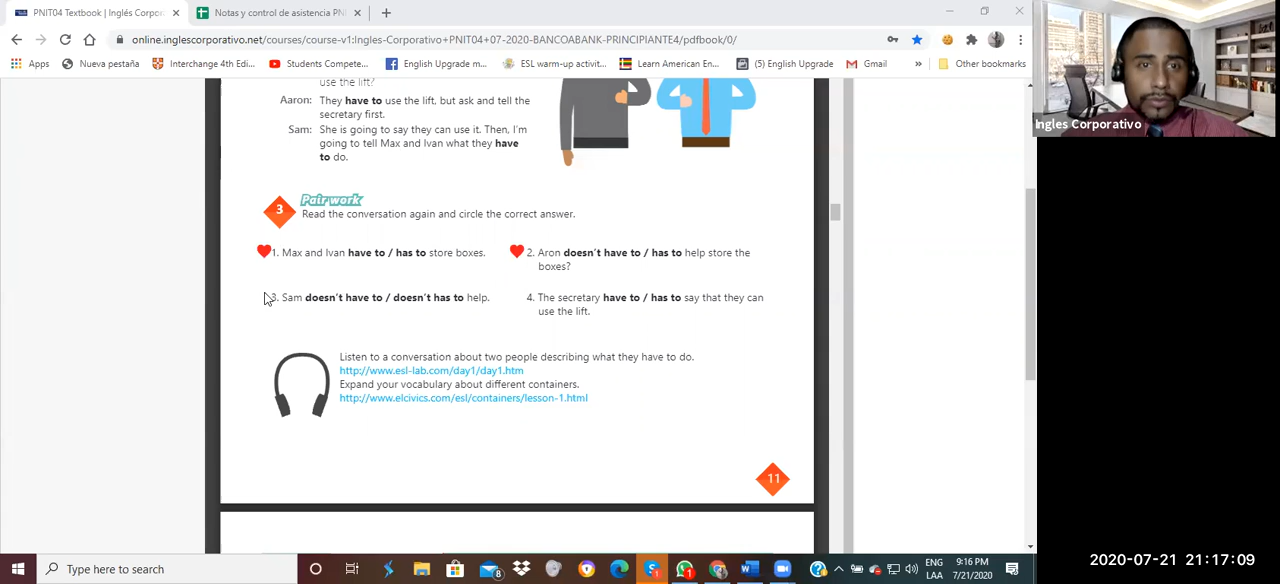 PNIT04 Textbook | Inglés Corpor
Notas y control de asistencia PNI
online.inglescorporativo.net/courses/course-v1:Ingles-Corporativo+PNIT04+07-2020-BANCOABANK-PRINCIPIANTE4/pdfbook/0/
Apps
Nueva pestaña
Interchange 4th Edi...
Students Compete...
English Upgrade m...
ESL warm-up activit...
Learn American En...
(5) English Upgrade
Gmail
»
Other bookmarks
Ingles Corporativo
use the lift?
Aaron: They have to use the lift, but ask and tell the
secretary first.
Sam: She is going to say they can use it. Then, I'm
going to tell Max and Ivan what they have
to do.
3
Pair work
Read the conversation again and circle the correct answer.
1. Max and Ivan have to / has to store boxes.
2. Aron doesn't have to / has to help store the
boxes?
3. Sam doesn't have to / doesn't has to help.
4. The secretary have to / has to say that they can
use the lift.
Listen to a conversation about two people describing what they have to do.
http://www.esl-lab.com/day1/day1.htm
Expand your vocabulary about different containers.
http://www.elcivics.com/esl/containers/lesson-1.html
11
Type here to search
8
1
ENG
LAA
9:16 PM
7/21/2020
2020-07-21 21:17:09